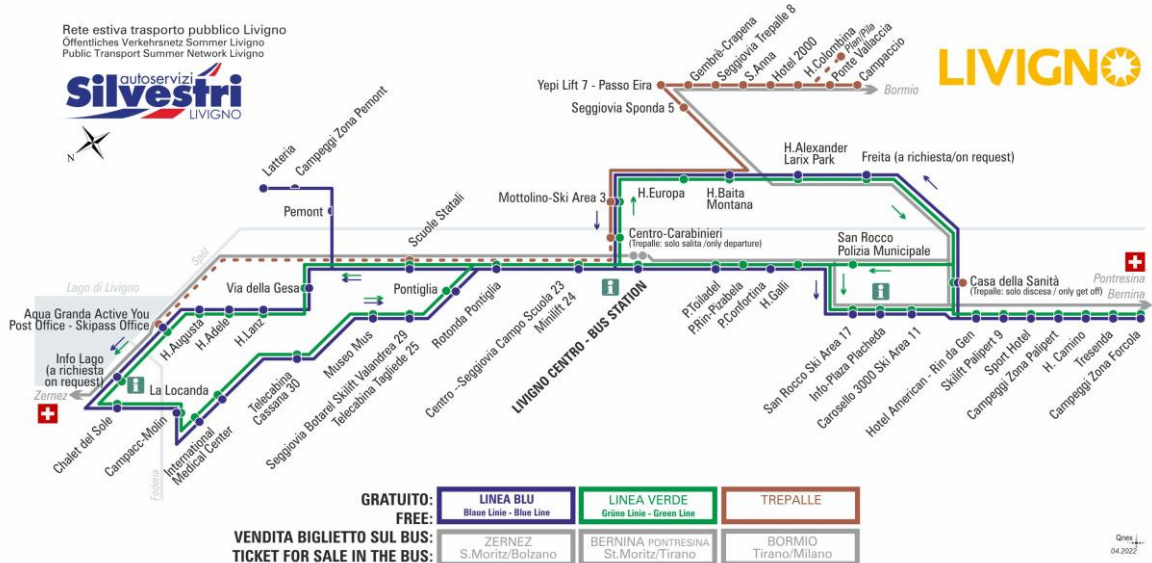 Rete estiva trasporto pubblico Livigno
Öffentliches Verkehrsnetz Sommer Livigno
Public Transport Summer Network Livigno
autoservizi
Silvestri
LIVIGNO
N
LIVIGNO
Yepi Lift 7 - Passo Eira
Gembrè-Crapena
Seggiovia Trepalle 8
S.Anna
Hotel 2000
H.Colombina
Plan/Pila
Ponte Vallaccia
Campaccio
Bormio
Seggiovia Sponda 5
Latteria
Campeggi Zona Pemont
Pemont
Mottolino-Ski Area 3
H.Europa
H.Baita
Montana
H.Alexander
Larix Park
Freita (a richiesta/on request)
Scuole Statali
Centro-Carabinieri
(Trepalle: solo salita /only departure)
San Rocco
Polizia Municipale
Spöl
Lago di Livigno
Via della Gesa
Pontiglia
Casa della Sanità
(Trepalle: solo discesa / only get off)
Pontresina
Bernina
Aqua Granda Active You
Post Office - Skipass Office
Info Lago
(a richiesta
on request)
Zernez
i
H.Augusta
H.Adele
H.Lanz
La Locanda
Chalet del Sole
Campacc-Molin
Federia
International
Medical Center
Telecabina
Cassana 30
Museo Mus
Seggiovia Botarel Skilift Valandrea 29
Telecabina Tagliede 25
Rotonda Pontiglia
Centro -Seggiovia Campo Scuola 23
Minilift 24
i
LIVIGNO CENTRO - BUS STATION
P.Toiladel
P.Rin-Pizabela
P.Confortina
H.Galli
i
San Rocco Ski Area 17
Info-Plaza Placheda
Carosello 3000 Ski Area 11
Hotel American - Rin da Gen
Skilift Palipert 9
Sport Hotel
Campeggi Zona Palipert
H. Camino
Tresenda
Campeggi Zona Forcola
GRATUITO:
FREE:
LINEA BLU
Blaue Linie - Blue Line
LINEA VERDE
Grüne Linie - Green Line
TREPALLE
VENDITA BIGLIETTO SUL BUS:
TICKET FOR SALE IN THE BUS:
ZERNEZ
S.Moritz/Bolzano
BERNINA PONTRESINA
St.Moritz/Tirano
BORMIO
Tirano/Milano
Qnex
04.2022